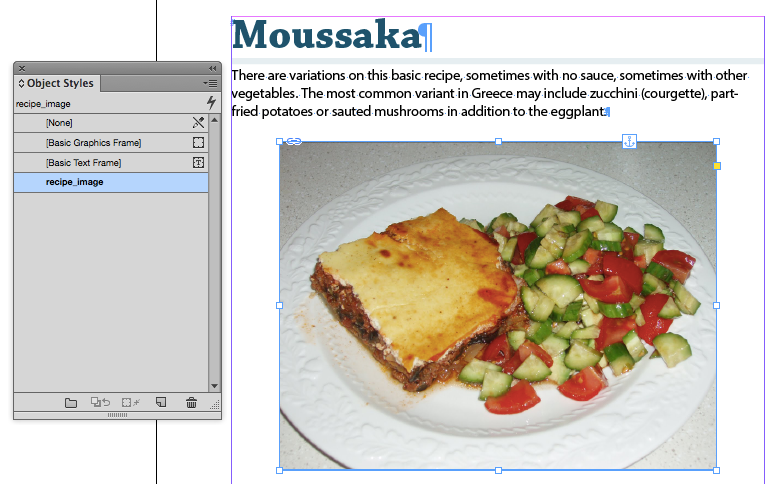 Moussaka¶
There are variations on this basic recipe, sometimes with no sauce, sometimes with other
vegetables. The most common variant in Greece may include zucchini (courgette), part-
fried potatoes or sauted mushrooms in addition to the eggplant.¶
Object Styles
recipe_image
[None]
[Basic Graphics Frame]
[Basic Text Frame]
recipe_image